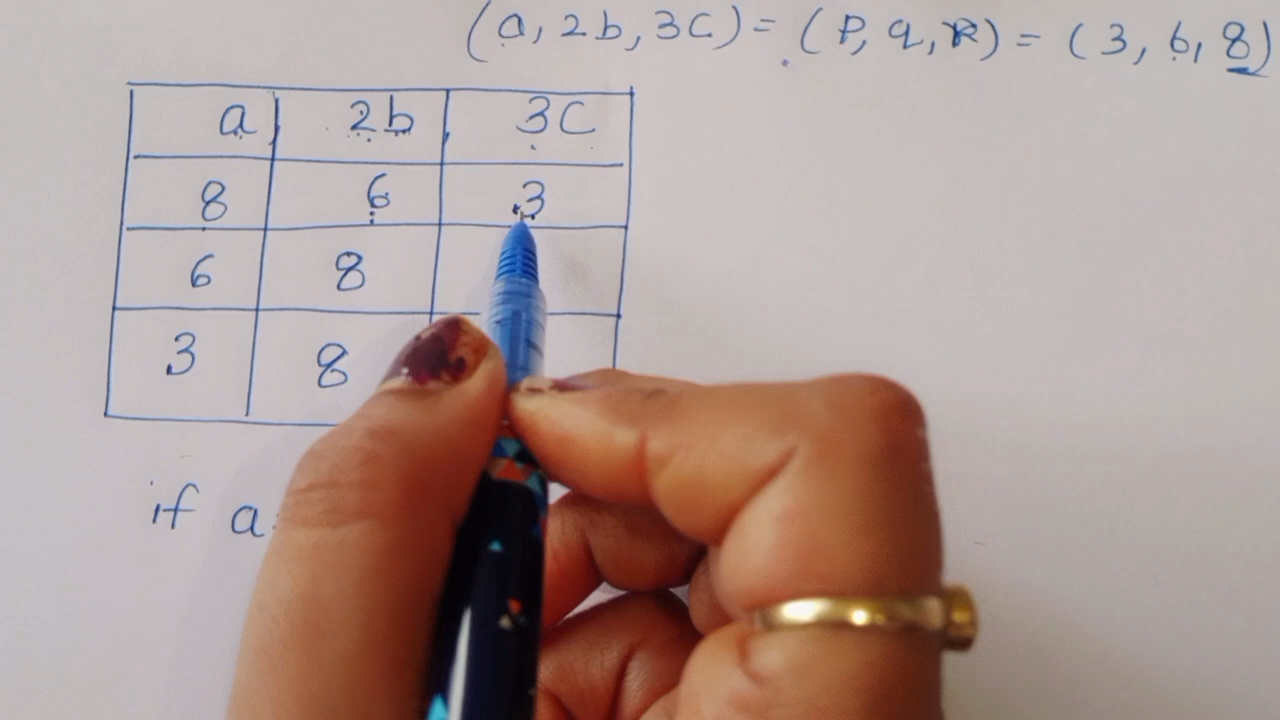 (a, 2b, 3C) = (P, q, R) = (3, 6, 8)
a, 2b, 3C
8 6 3
6 8
3 8
if a